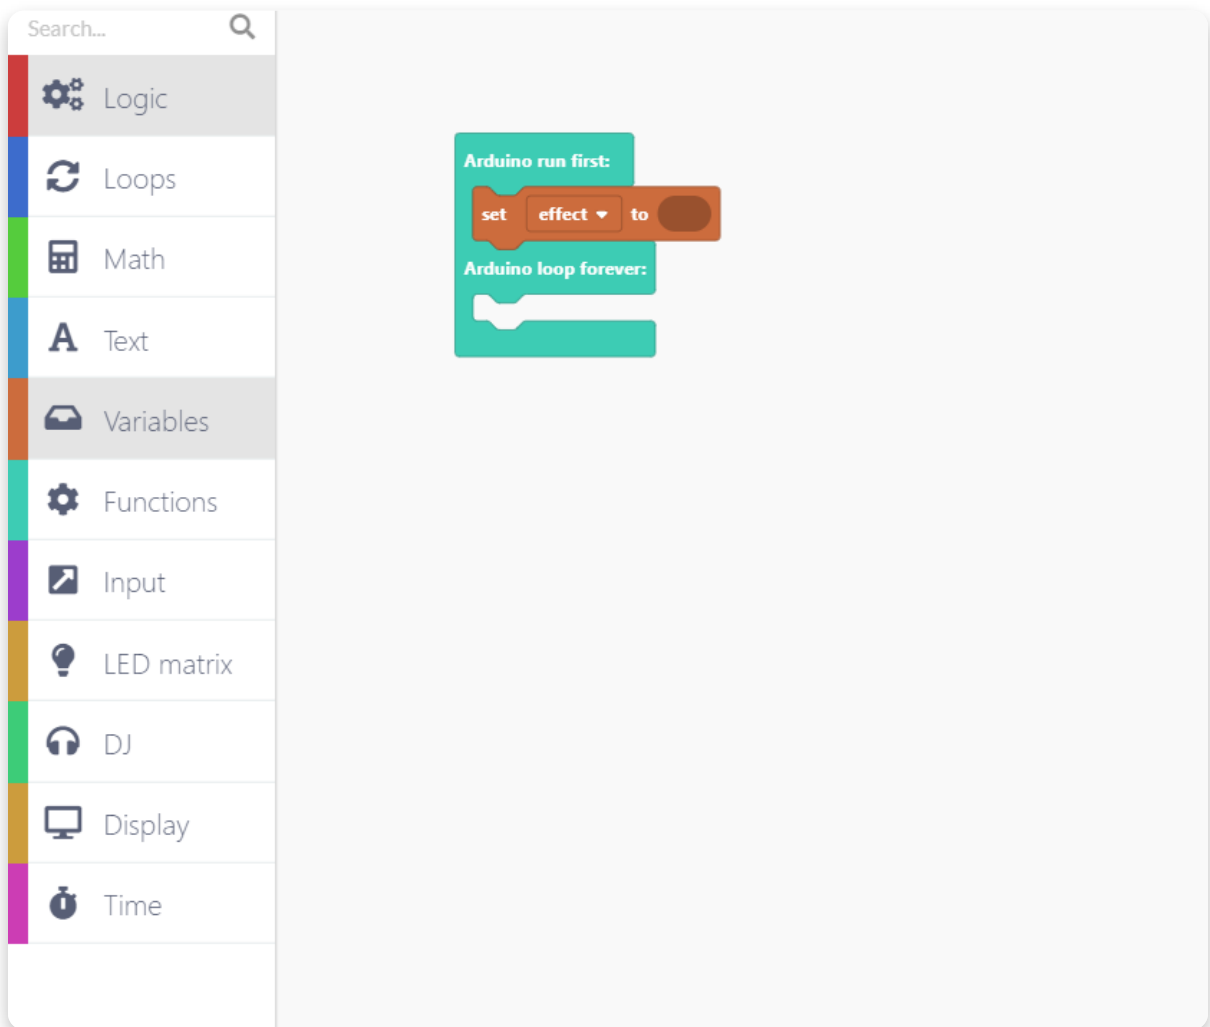 Search...
Logic
Loops
Math
Text
Variables
Functions
Input
LED matrix
DJ
Display
Time
Arduino run first:
set effect to
Arduino loop forever: